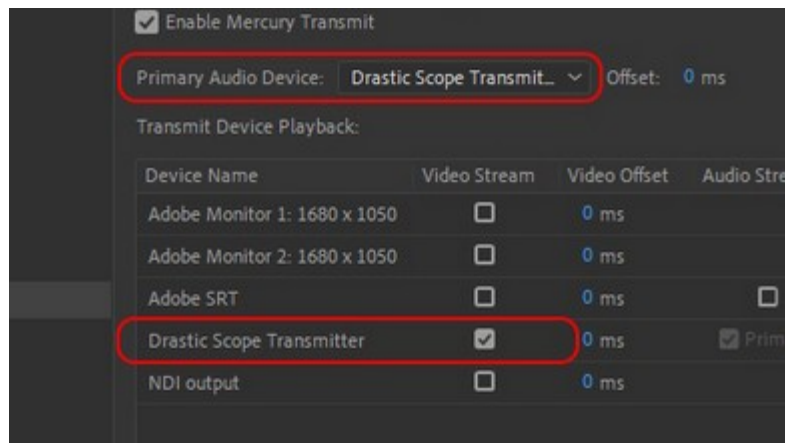 Enable Mercury Transmit
Primary Audio Device: Drastic Scope Transmit... Offset: 0 ms
Transmit Device Playback:
Device Name Video Stream Video Offset Audio Stre
Adobe Monitor 1: 1680 x 1050 0 ms
Adobe Monitor 2: 1680 x 1050 0 ms
Adobe SRT 0 ms
Drastic Scope Transmitter 0 ms Prim
NDI output 0 ms